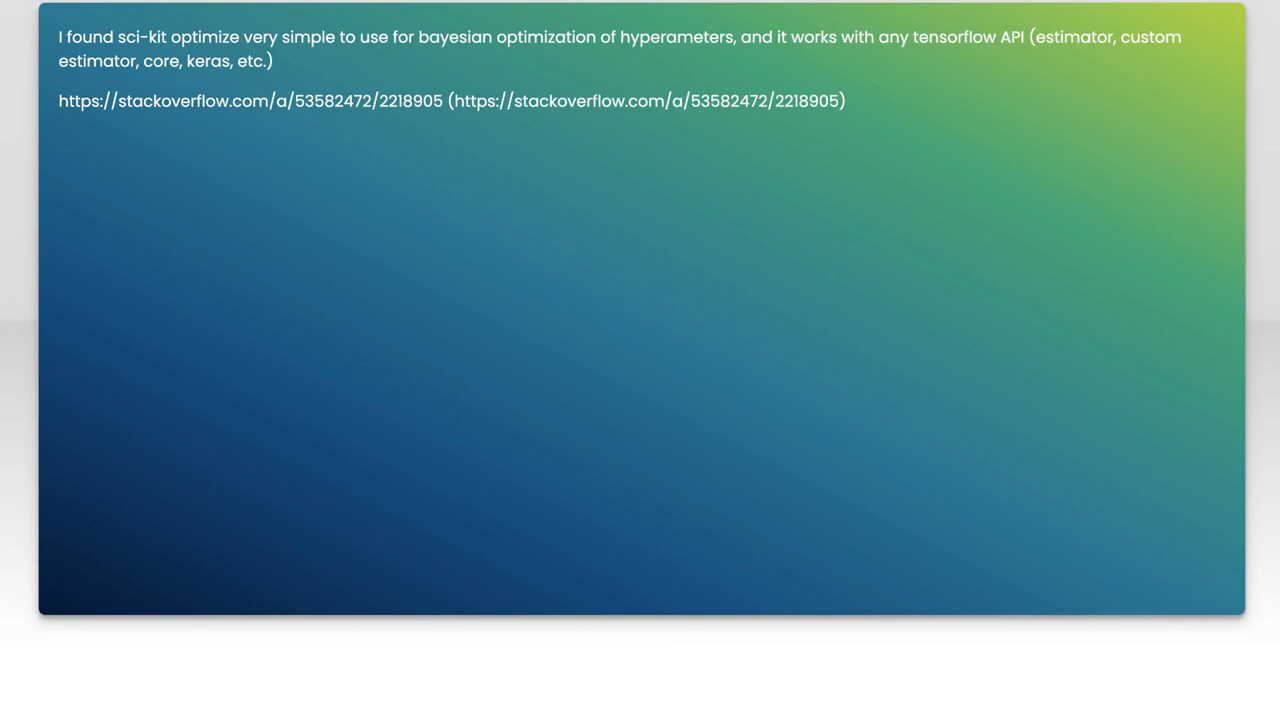 I found sci-kit optimize very simple to use for bayesian optimization of hyperameters, and it works with any tensorflow API (estimator, custom
estimator, core, keras, etc.)
https://stackoverflow.com/a/53582472/2218905 (https://stackoverflow.com/a/53582472/2218905)